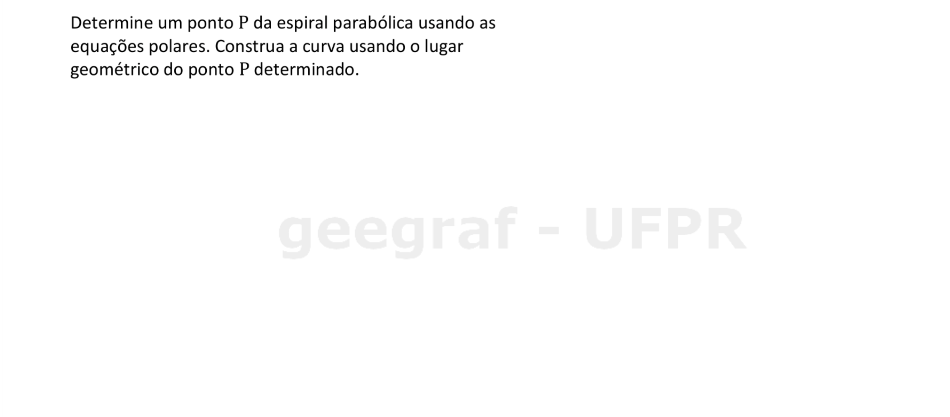 Determine um ponto P da espiral parabólica usando as
equações polares. Construa a curva usando o lugar
geométrico do ponto P determinado.
geegraf - UFPR